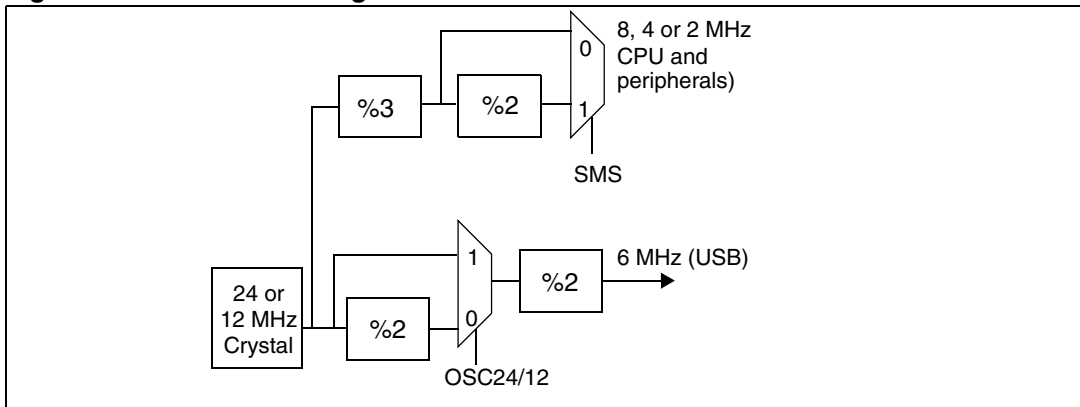 8, 4 or 2 MHz
CPU and
peripherals)
0
%3
%2
1
SMS
1
6 MHz (USB)
%2
24 or
12 MHz
Crystal
%2
0
OSC24/12